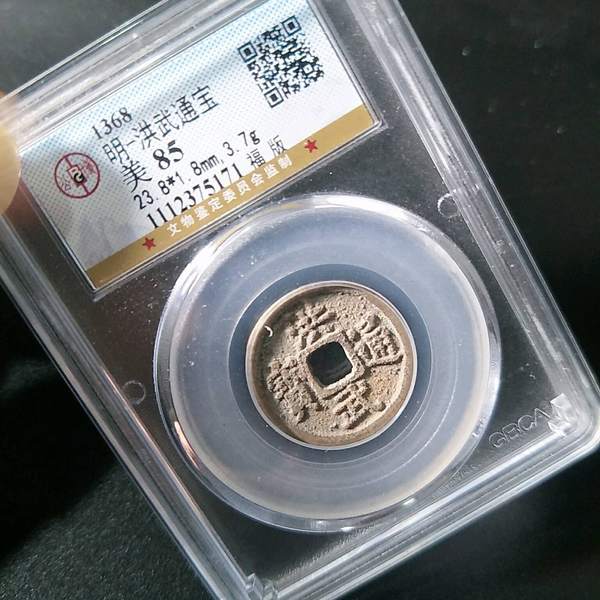 1368
明-洪武通宝
美 85
23.8*1.8mm,3.7g
1112375171 福版
文物鉴定委员会监制
G
洪武通寳
GBCA